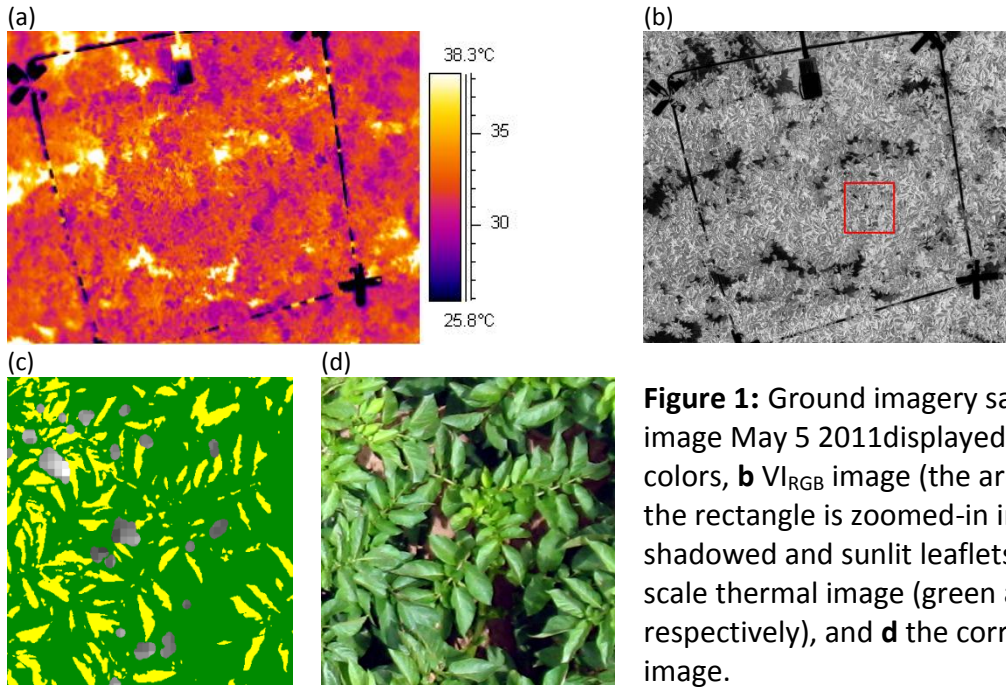 (a)
(b)
38.3°C
35
30
25.8°C
(c)
(d)
Figure 1: Ground imagery sa
image May 5 2011displayed
colors, b VIRGB image (the ar
the rectangle is zoomed-in i
shadowed and sunlit leaflets
scale thermal image (green a
respectively), and d the corr
image.